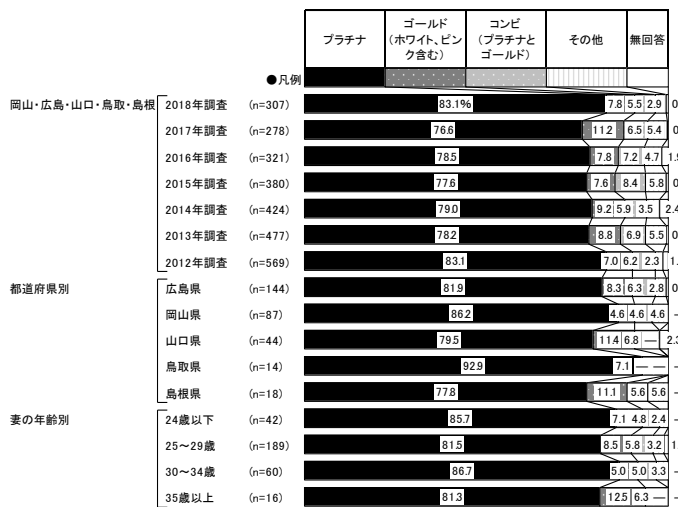 プラチナ ゴールド（ホワイト、ピンク含む） コンビ（プラチナとゴールド） その他 無回答
●凡例
岡山・広島・山口・鳥取・島根 2018年調査 (n=307) 83.1% 7.8 5.5 2.9
2017年調査 (n=278) 76.6 11.2 6.5 5.4
2016年調査 (n=321) 78.5 7.8 7.2 4.7
2015年調査 (n=380) 77.6 7.6 8.4 5.8
2014年調査 (n=424) 79.0 9.2 5.9 3.5 2.4
2013年調査 (n=477) 78.2 8.8 6.9 5.5
2012年調査 (n=569) 83.1 7.0 6.2 2.3
都道府県別 広島県 (n=144) 81.9 8.3 6.3 2.8
岡山県 (n=87) 86.2 4.6 4.6 4.6 –
山口県 (n=44) 79.5 11.4 6.8 — 2.3
鳥取県 (n=14) 92.9 7.1 — — –
島根県 (n=18) 77.8 11.1 5.6 5.6 –
妻の年齢別 24歳以下 (n=42) 85.7 7.1 4.8 2.4 –
25～29歳 (n=189) 81.5 8.5 5.8 3.2
30～34歳 (n=60) 86.7 5.0 5.0 3.3 –
35歳以上 (n=16) 81.3 12.5 6.3 — –